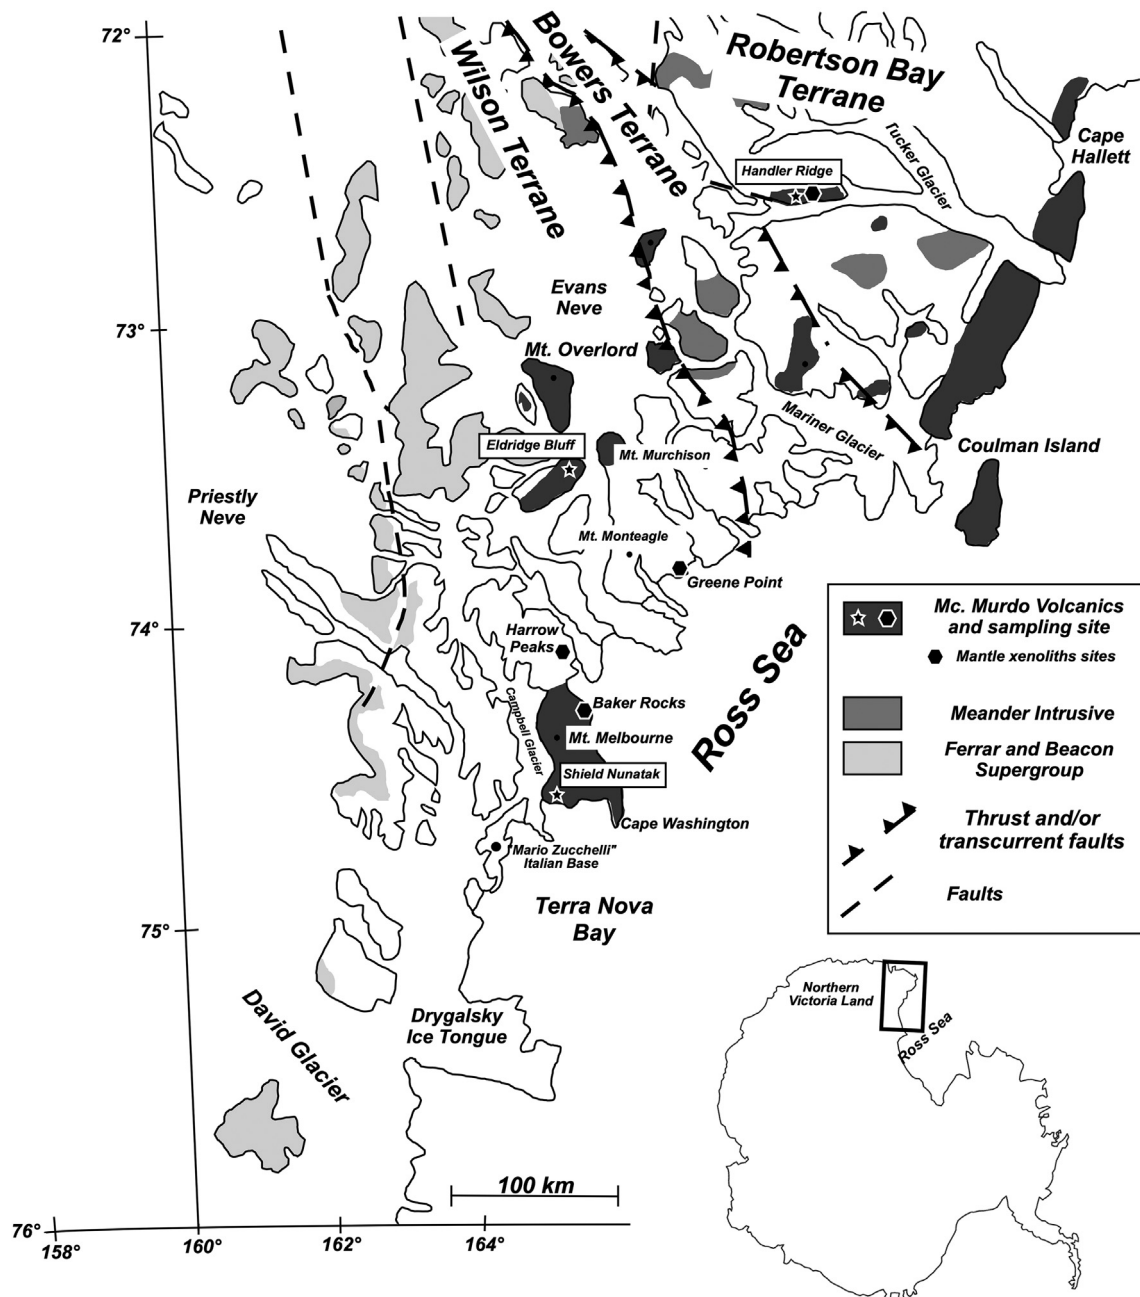 72°
Wilson Terrane
Bowers Terrane
Robertson Bay
Terrane
Cape
Hallett
Tucker Glacier
Handler Ridge
Evans
Neve
73°
Mt. Overlord
Mariner Glacier
Eldridge Bluff
Mt. Murchison
Coulman Island
Priestly
Neve
Mt. Monteagle
Greene Point
74°
Harrow
Peaks
Ross Sea
Campbell Glacier
Baker Rocks
Mt. Melbourne
Shield Nunatak
Cape Washington
"Mario Zucchelli"
Italian Base
Terra Nova
Bay
75°
David Glacier
Drygalsky
Ice Tongue
100 km
76°
158°
160°
162°
164°
Mc. Murdo Volcanics
and sampling site
Mantle xenoliths sites
Meander Intrusive
Ferrar and Beacon
Supergroup
Thrust and/or
transcurrent faults
Faults
Northern
Victoria Land
Ross Sea